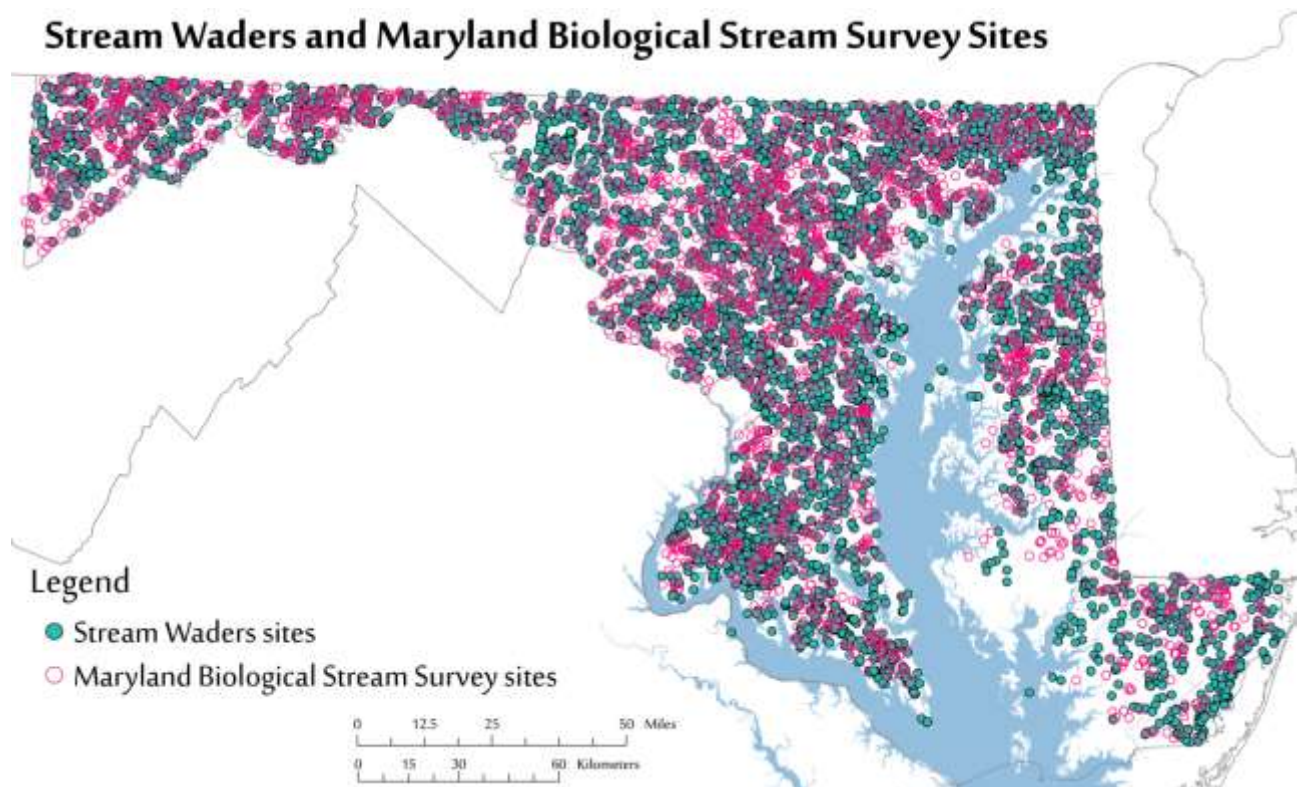 Stream Waders and Maryland Biological Stream Survey Sites
Legend
Stream Waders sites
Maryland Biological Stream Survey sites
0 12.5 25 50 Miles
0 15 30 60 Kilometers